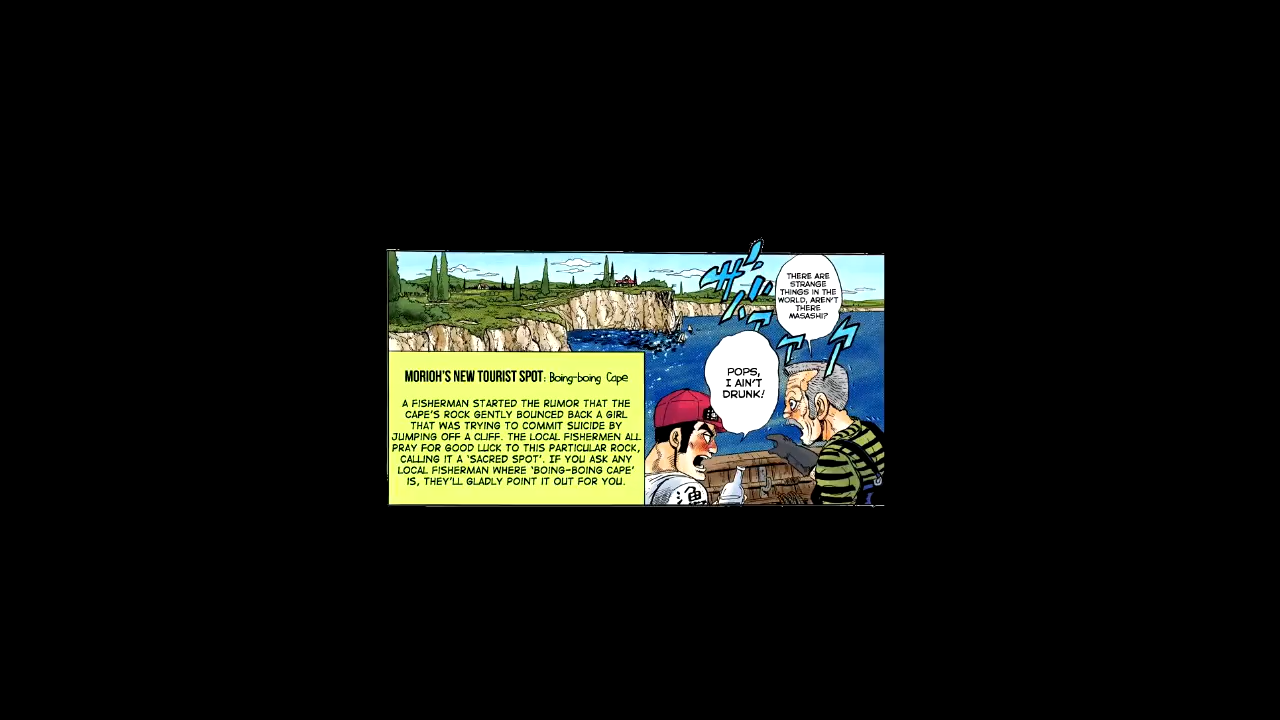 THERE ARE
STRANGE
THINGS IN THE
WORLD, AREN'T
THERE
MASASHI?
POPS,
I AIN'T
DRUNK!
MORIOH'S NEW TOURIST SPOT: Boing-boing Cape
A FISHERMAN STARTED THE RUMOR THAT THE
CAPE'S ROCK GENTLY BOUNCED BACK A GIRL
THAT WAS TRYING TO COMMIT SUICIDE BY
JUMPING OFF A CLIFF. THE LOCAL FISHERMEN ALL
PRAY FOR GOOD LUCK TO THIS PARTICULAR ROCK,
CALLING IT A 'SACRED SPOT'. IF YOU ASK ANY
LOCAL FISHERMAN WHERE 'BOING-BOING CAPE'
IS, THEY'LL GLADLY POINT IT OUT FOR YOU.